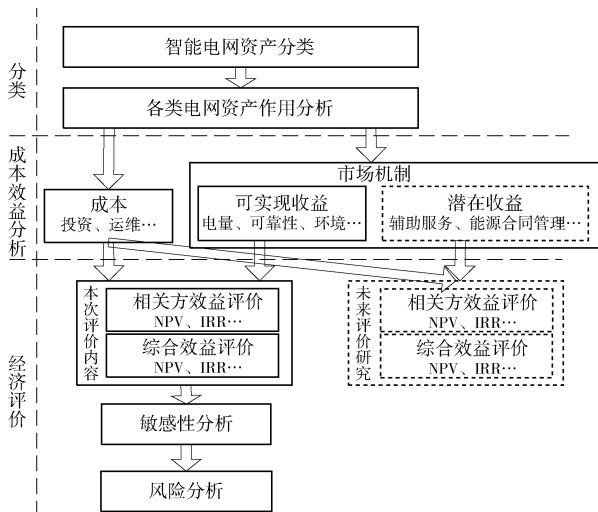 分类
智能电网资产分类
各类电网资产作用分析
成本效益分析
市场机制
成本
投资、运维…
可实现收益
电量、可靠性、环境…
潜在收益
辅助服务、能源合同管理…
经济评价
本次评价内容
相关方效益评价
NPV、IRR…
综合效益评价
NPV、IRR…
未来评价研究
相关方效益评价
NPV、IRR…
综合效益评价
NPV、IRR…
敏感性分析
风险分析